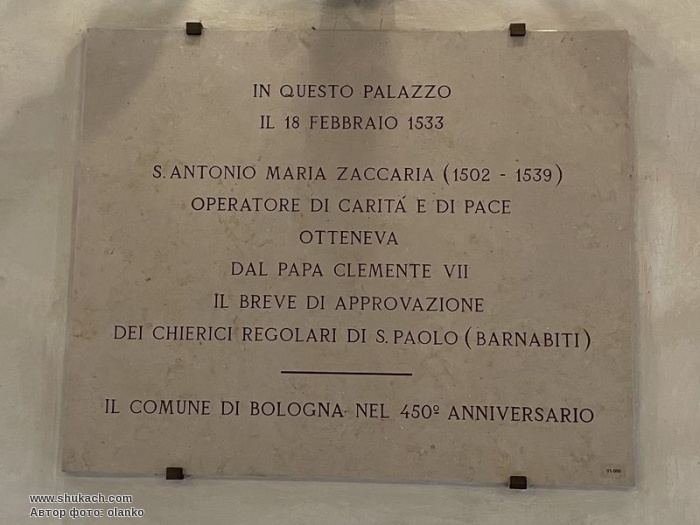 IN QUESTO PALAZZO
IL 18 FEBBRAIO 1533
S. ANTONIO MARIA ZACCARIA (1502 - 1539)
OPERATORE DI CARITÁ E DI PACE
OTTENEVA
DAL PAPA CLEMENTE VII
IL BREVE DI APPROVAZIONE
DEI CHIERICI REGOLARI DI S. PAOLO (BARNABITI)
IL COMUNE DI BOLOGNA NEL 450º ANNIVERSARIO
www.shukach.com
Автор фото: olanko